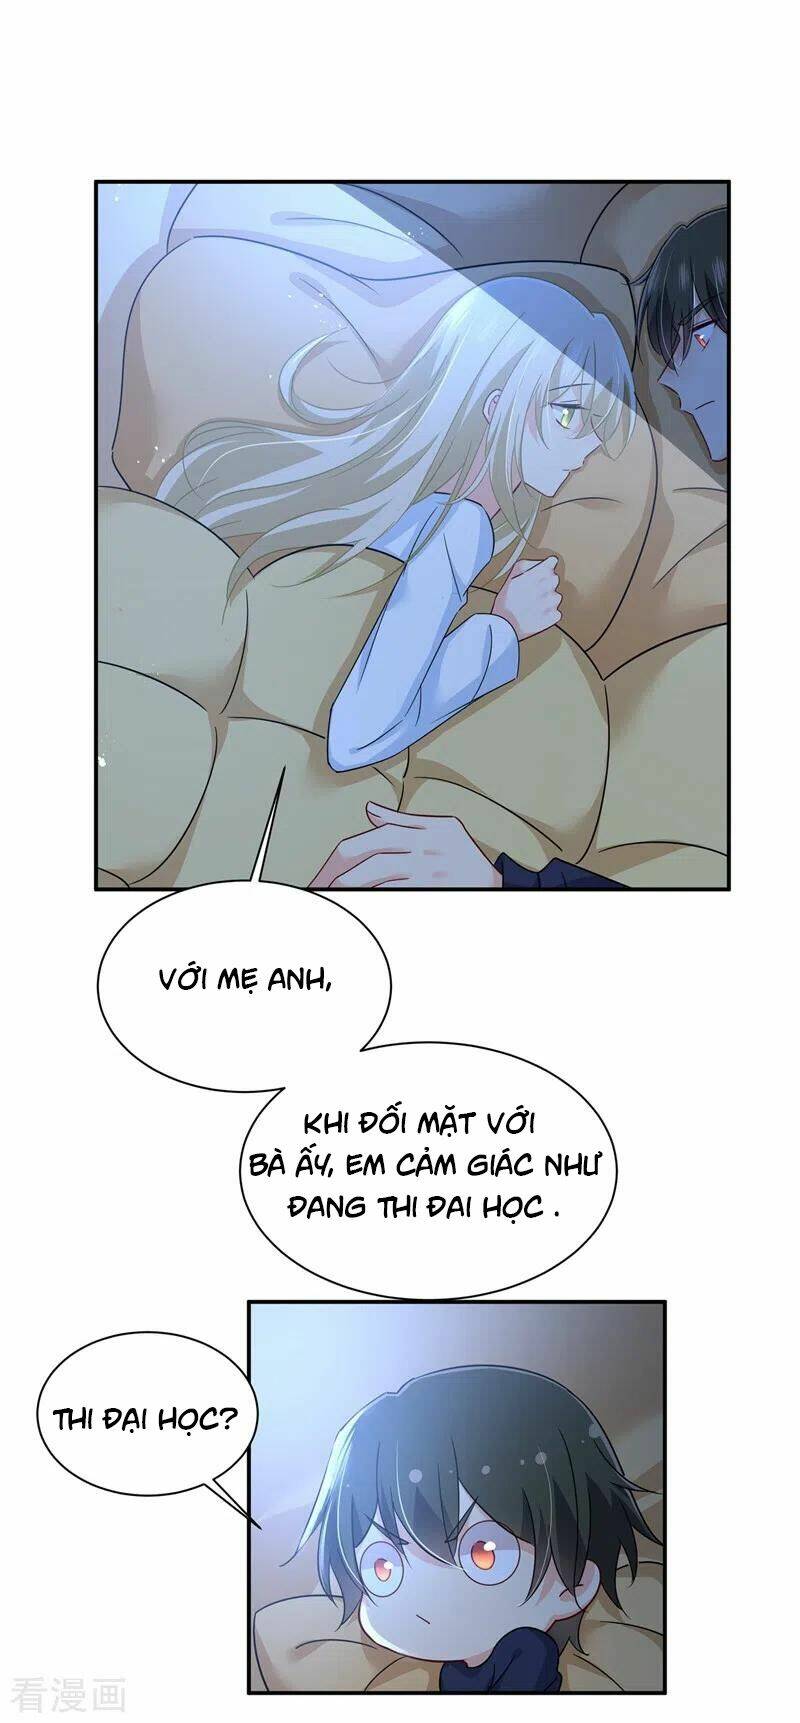 VỚI MẸ ANH,
KHI ĐỐI MẶT VỚI
BÀ ẤY, EM CẢM GIÁC NHƯ
ĐANG THI ĐAI HỌC .
THI ĐẠI HỌC?
看漫画